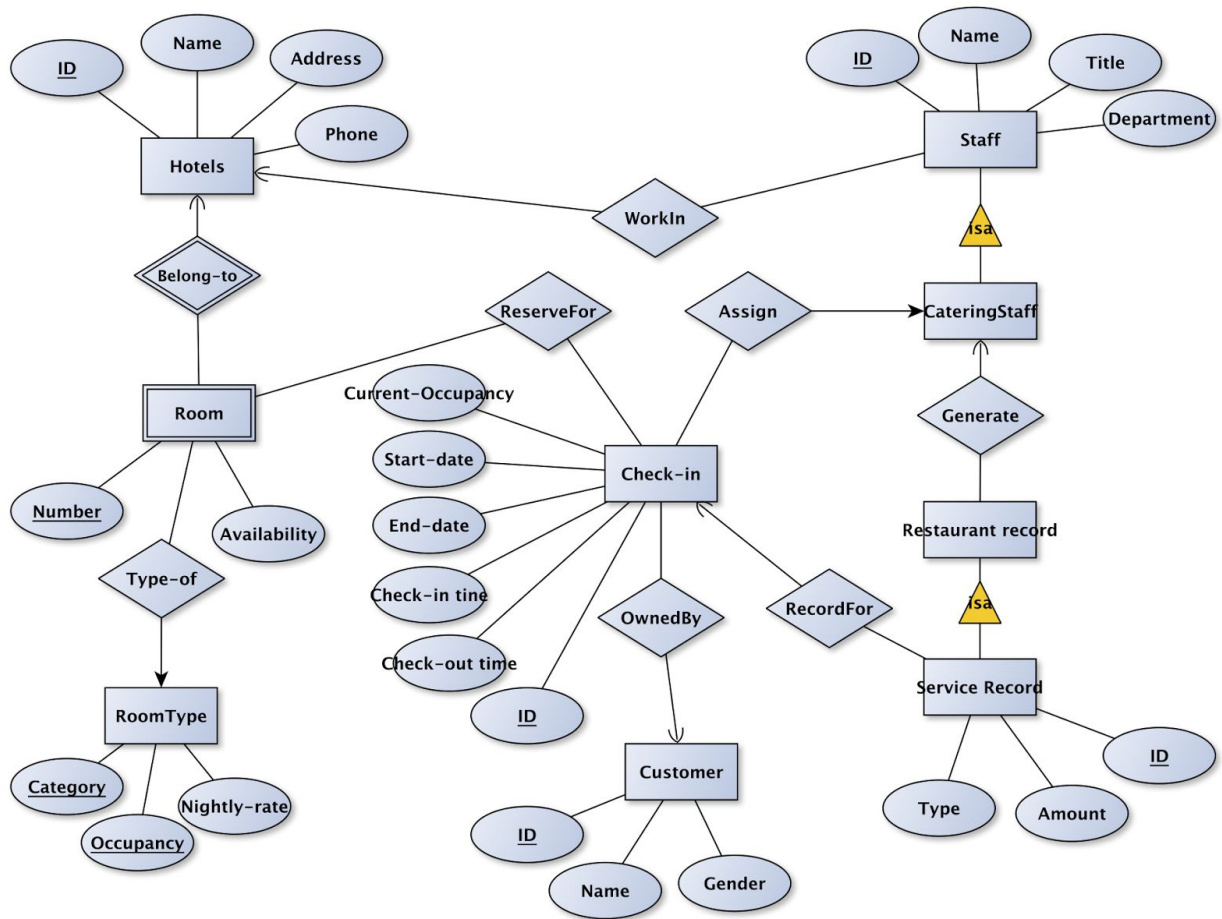 Name
ID
Address
Phone
Hotels
Name
ID
Title
Department
Staff
WorkIn
isa
Belong-to
ReserveFor
Assign
CateringStaff
Current-Occupancy
Room
Generate
Start-date
Check-in
Number
End-date
Availability
Restaurant record
Type-of
Check-in tine
isa
RecordFor
OwnedBy
Check-out time
Service Record
RoomType
ID
ID
Customer
Category
Nightly-rate
Type
Amount
Occupancy
ID
Name
Gender